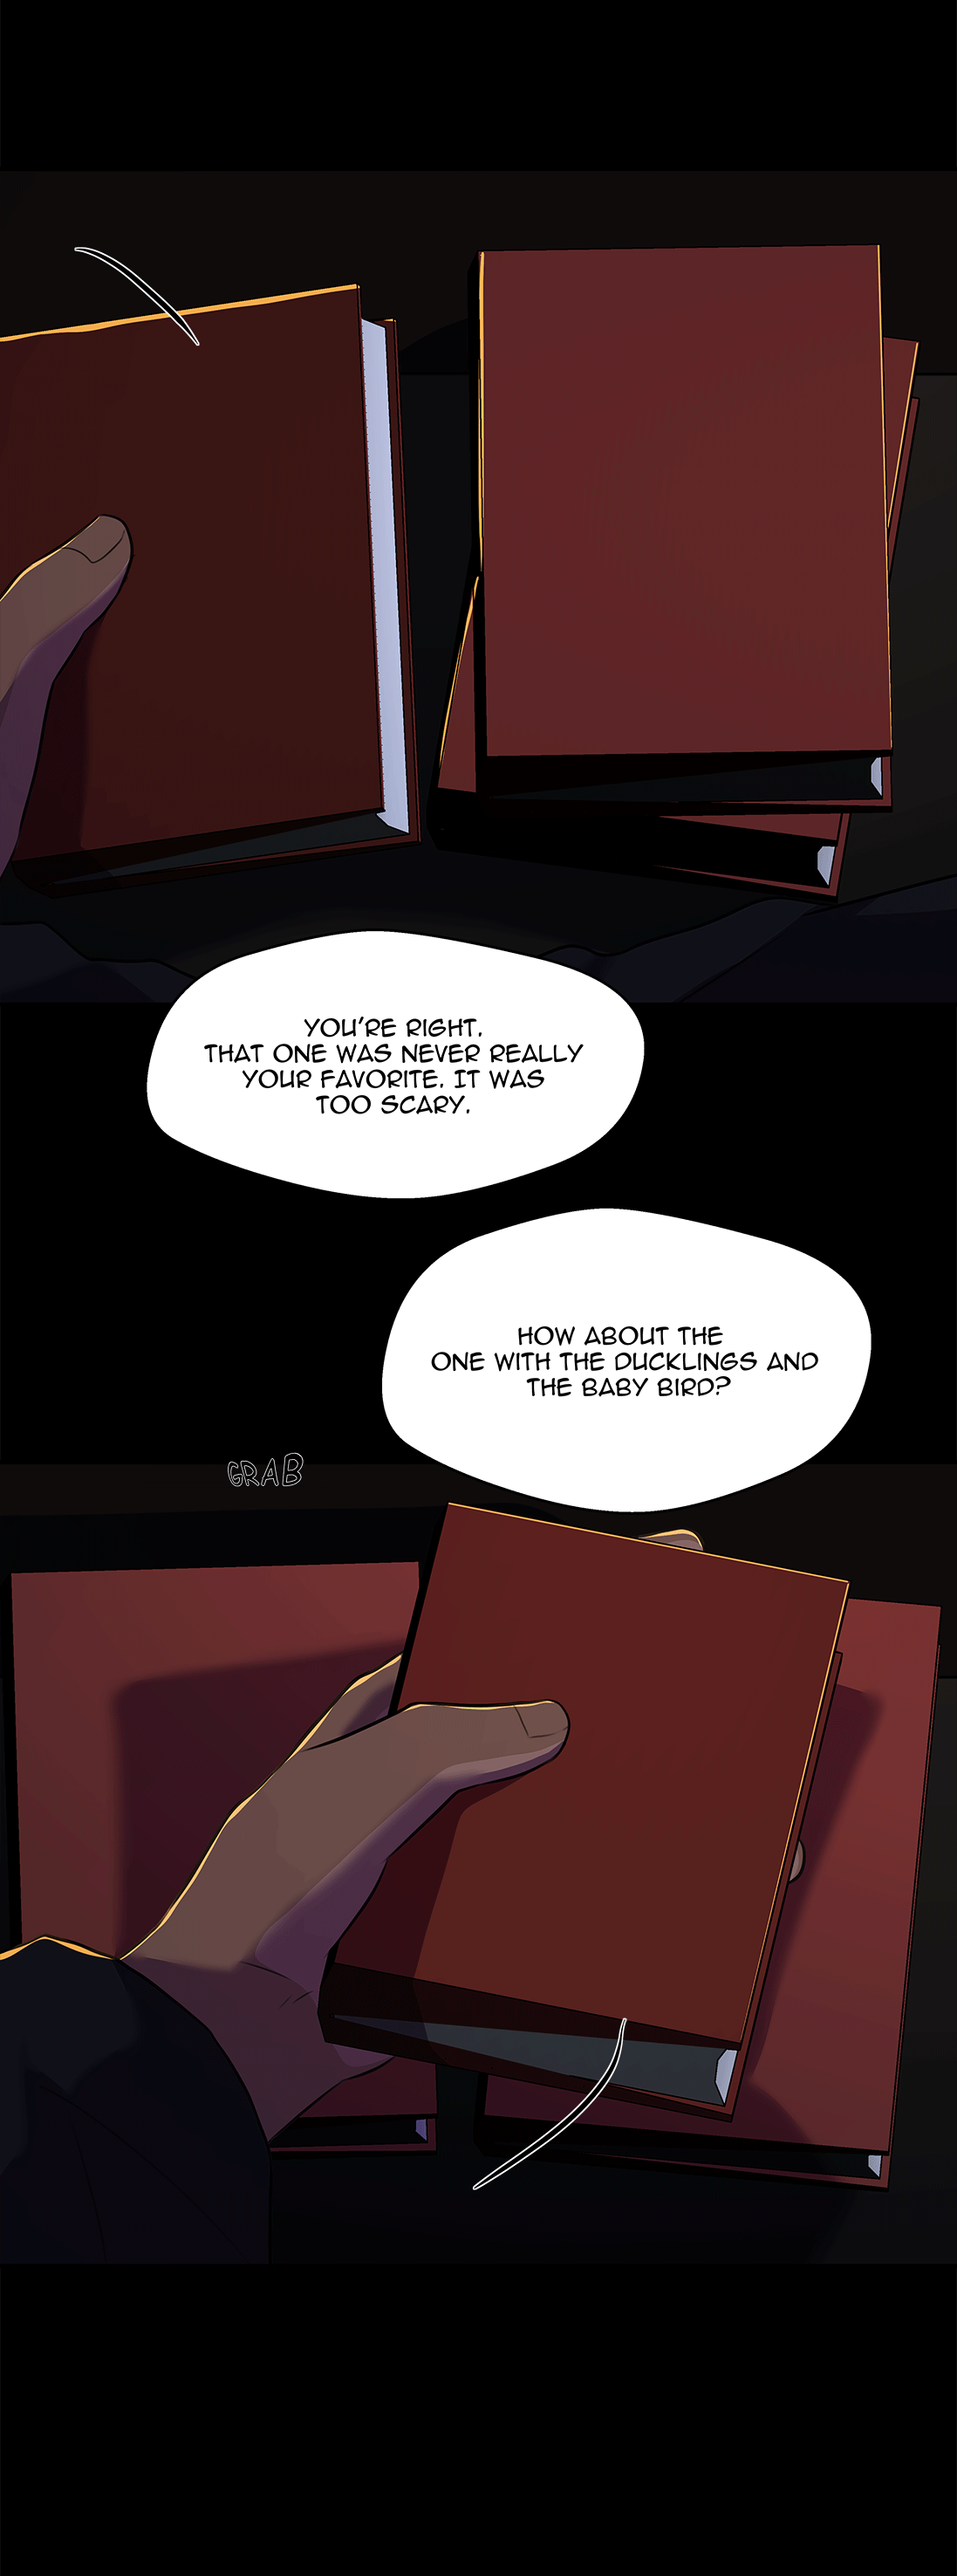 YOU'RE RIGHT.
THAT ONE WAS NEVER REALLY
YOUR FAVORITE. IT WAS
TOO SCARY.
HOW ABOUT THE
ONE WITH THE DUCKLINGS AND
THE BABY BIRD?
GRAB